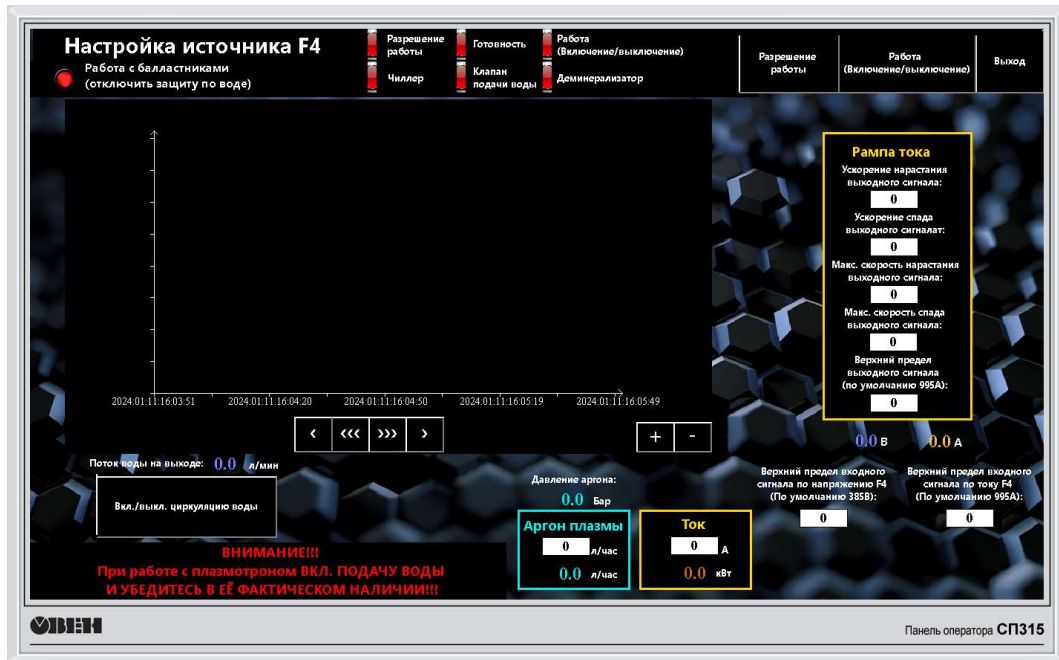 Настройка источника F4
Работа с балластниками
(отключить защиту по воде)
Разрешение
работы
Чиллер
Готовность
Клапан
подачи воды
Работа
(Включение/выключение)
Деминерализатор
Разрешение
работы
Работа
(Включение/выключение)
Выход
2024:01:11:16:03:51
2024:01:11:16:04:20
2024:01:11:16:04:50
2024:01:11:16:05:19
2024:01:11:16:05:49
‹
‹‹‹
›››
›
+
-
Рампа тока
Ускорение нарастания
выходного сигнала:
0
Ускорение спада
выходного сигналат:
0
Макс. скорость нарастания
выходного сигнала:
0
Макс. скорость спада
выходного сигнала:
0
Верхний предел
выходного сигнала
(по умолчанию 995А):
0
0.0 В
0.0 А
Верхний предел входного
сигнала по напряжению F4
(По умолчанию 385В):
0
Верхний предел входного
сигнала по току F4
(По умолчанию 995А):
0
Поток воды на выходе: 0.0 л/мин
Вкл./выкл. циркуляцию воды
Давление аргона:
0.0 Бар
Аргон плазмы
0 л/час
0.0 л/час
Ток
0 А
0.0 кВт
ВНИМАНИЕ!!!
При работе с плазмотроном ВКЛ. ПОДАЧУ ВОДЫ
И УБЕДИТЕСЬ В ЕЁ ФАКТИЧЕСКОМ НАЛИЧИИ!!!
ОВЕН
Панель оператора СП315